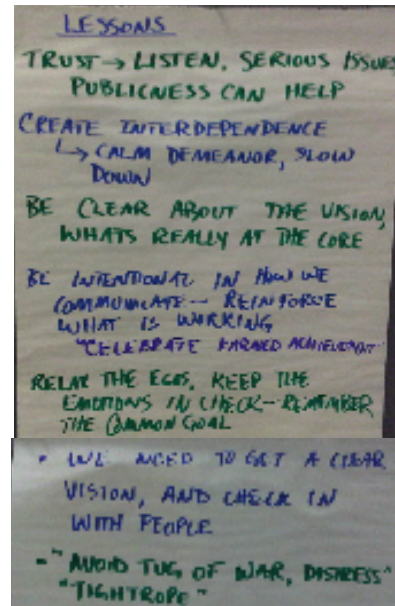 LESSONS
TRUST → LISTEN, SERIOUS ISSUES
PUBLICNESS CAN HELP
CREATE INTERDEPENDENCE
↳ CALM DEMEANOR, SLOW
DOWN
BE CLEAR ABOUT THE VISION,
WHATS REALLY AT THE CORE
BE INTENTIONAL IN HOW WE
COMMUNICATE - REINFORCE
WHAT IS WORKING
"CELEBRATE EARNED ACHIEVEMENT"
RELAX THE EGOS, KEEP THE
EMOTIONS IN CHECK - REMEMBER
THE COMMON GOAL
• WE NEED TO GET A CLEAR
VISION, AND CHECK IN
WITH PEOPLE
- "AVOID TUG OF WAR, DISTRESS"
"TIGHTROPE"